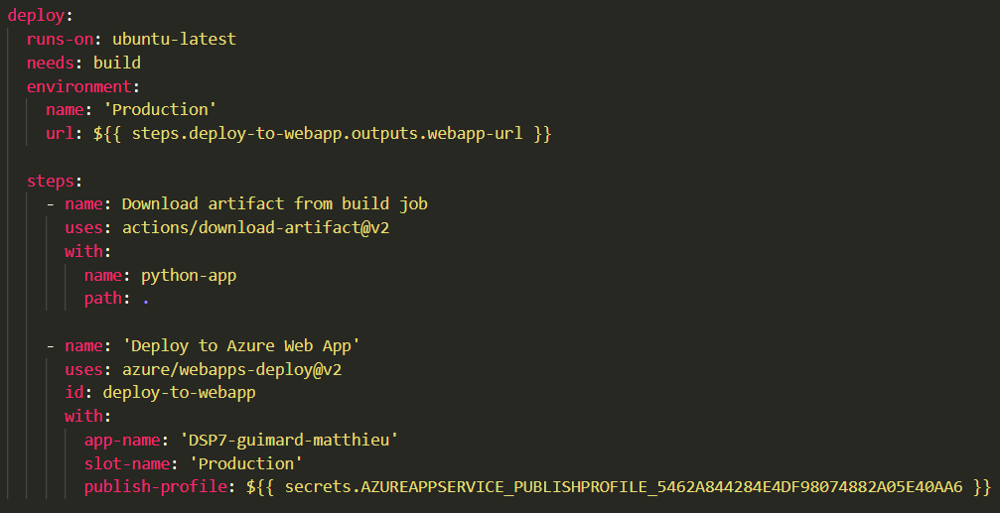 deploy:
  runs-on: ubuntu-latest
  needs: build
  environment:
    name: 'Production'
    url: ${{ steps.deploy-to-webapp.outputs.webapp-url }}

  steps:
    - name: Download artifact from build job
      uses: actions/download-artifact@v2
      with:
        name: python-app
        path: .

    - name: 'Deploy to Azure Web App'
      uses: azure/webapps-deploy@v2
      id: deploy-to-webapp
      with:
        app-name: 'DSP7-guimard-matthieu'
        slot-name: 'Production'
        publish-profile: ${{ secrets.AZUREAPPSERVICE_PUBLISHPROFILE_5462A844284E4DF98074882A05E40AA6 }}